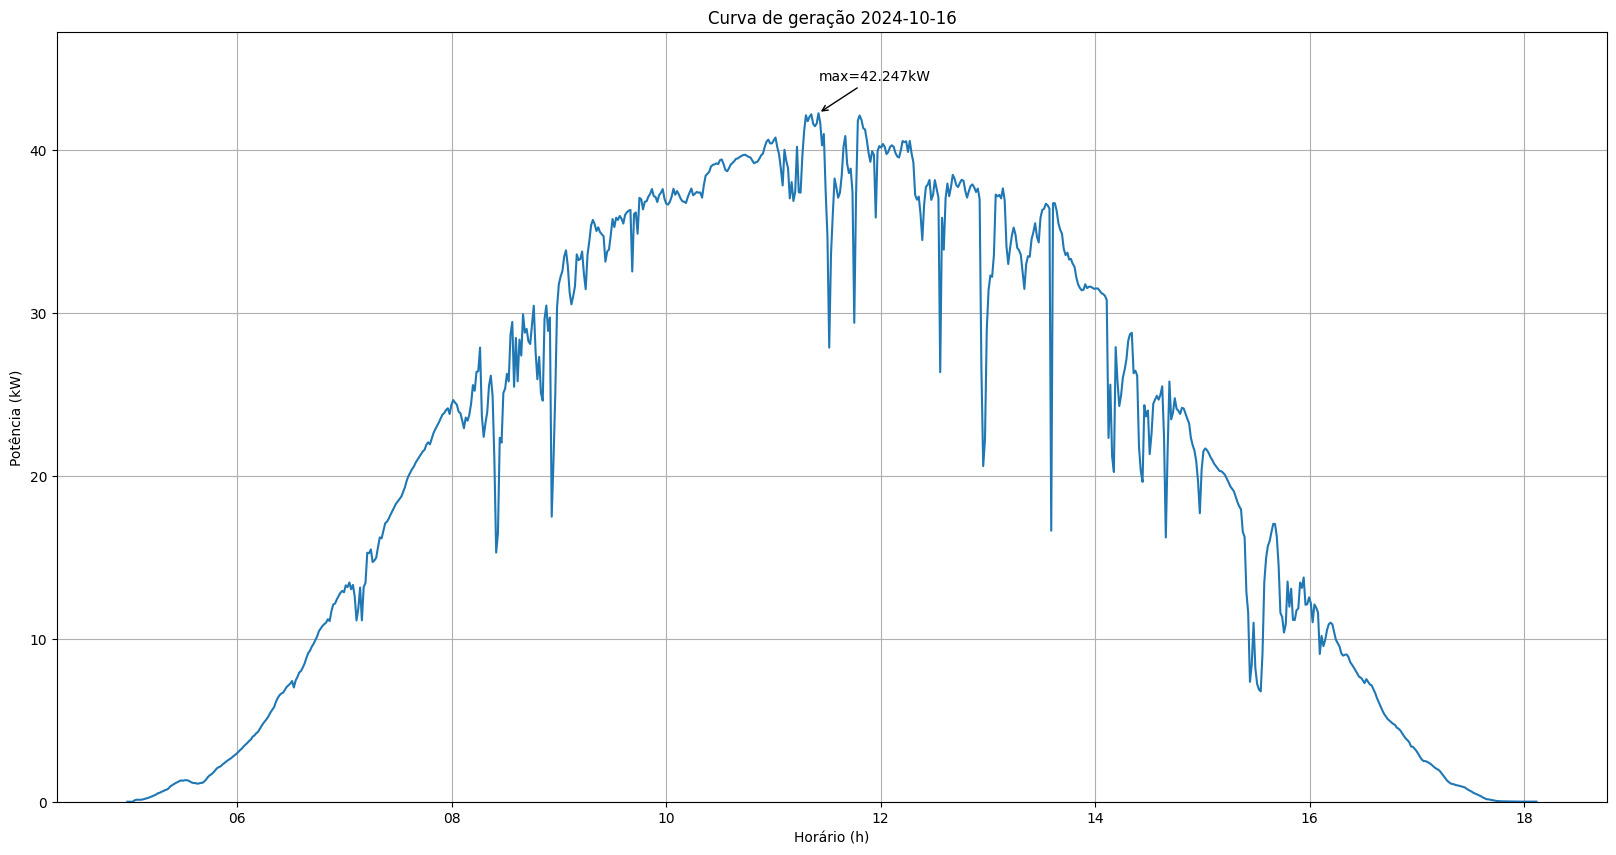 Curva de geração 2024-10-16
max=42.247kW
Potência (kW)
40
30
20
10
0
06 08 10 12 14 16 18
Horário (h)